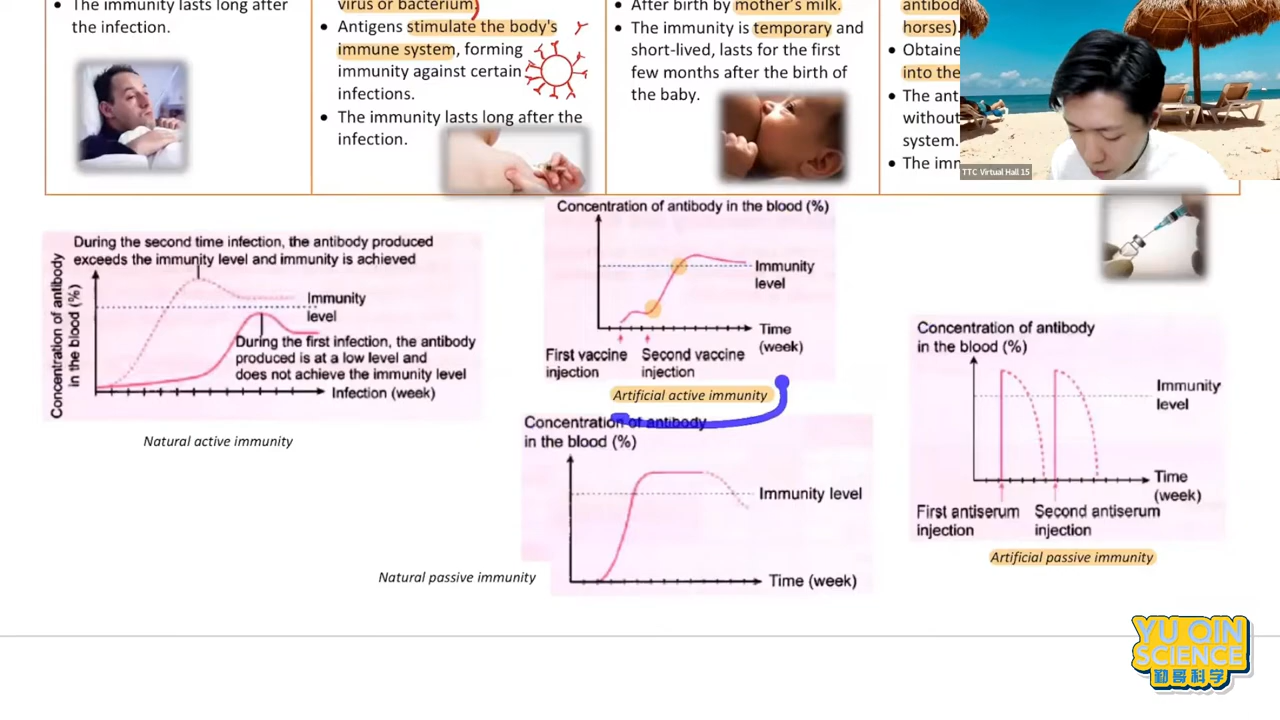 • The immunity lasts long after
the infection.
virus or bacterium.
• Antigens stimulate the body's
immune system, forming
immunity against certain
infections.
• The immunity lasts long after the
infection.
• After birth by mother's milk.
• The immunity is temporary and
short-lived, lasts for the first
few months after the birth of
the baby.
antibod
horses).
• Obtaine
into the
• The ant
without
system.
• The imm
TTC Virtual Hall 15
During the second time infection, the antibody produced
exceeds the immunity level and immunity is achieved
Concentration of antibody
in the blood (%)
Immunity
level
During the first infection, the antibody
produced is at a low level and
does not achieve the immunity level
Infection (week)
Natural active immunity
Concentration of antibody in the blood (%)
Immunity
level
Time
(week)
First vaccine
injection
Second vaccine
injection
Artificial active immunity
Concentration of antibody
in the blood (%)
Immunity level
Time (week)
Natural passive immunity
Concentration of antibody
in the blood (%)
Immunity
level
Time
(week)
First antiserum
injection
Second antiserum
injection
Artificial passive immunity
YU QIN
SCIENCE
勤哥科学